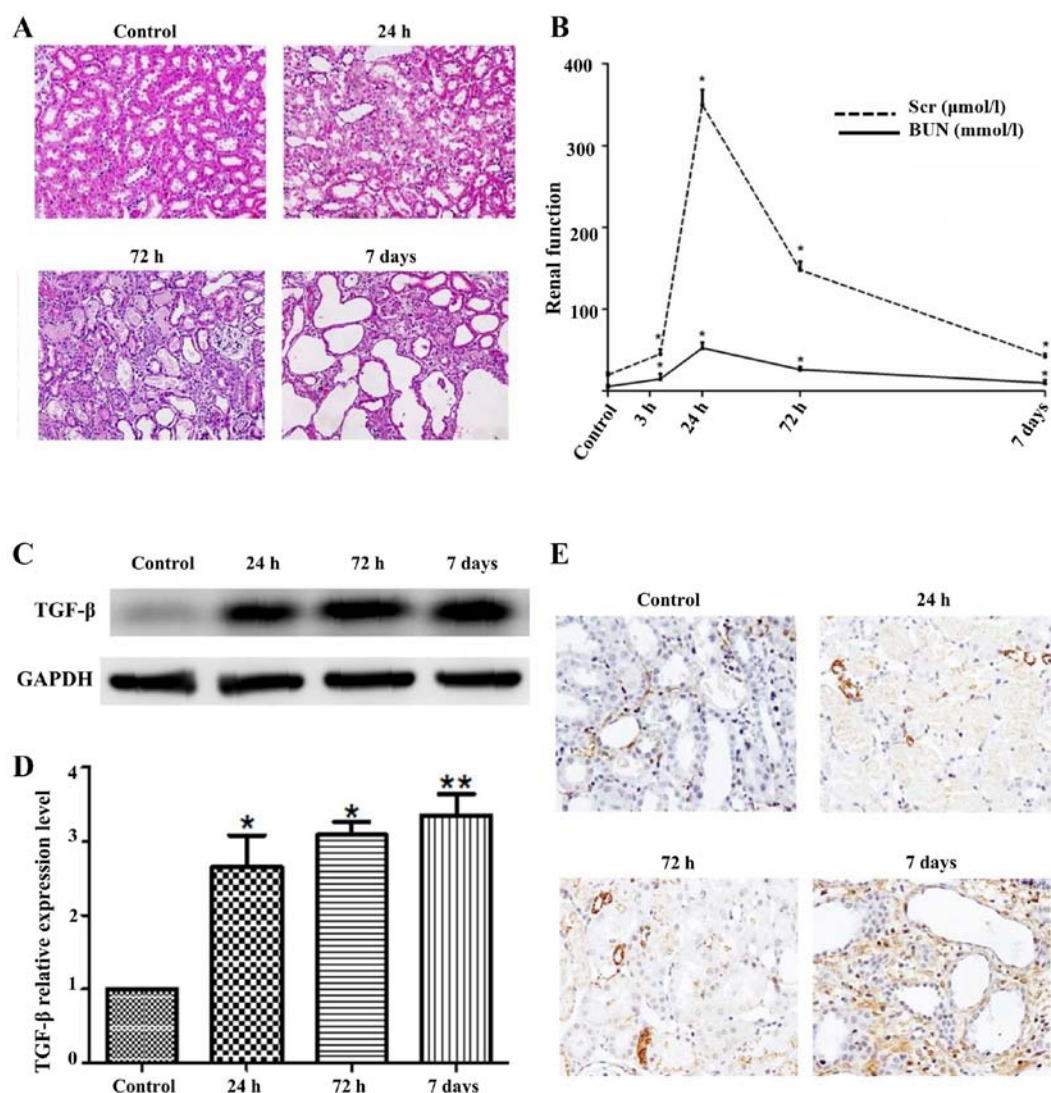 A
Control
24 h
72 h
7 days
B
400
300
200
100
Renal function
Scr (μmol/l)
BUN (mmol/l)
*
*
*
*
*
*
*
*
Control
3 h
24 h
72 h
7 days
C
Control
24 h
72 h
7 days
TGF-β
GAPDH
D
TGF-β relative expression level
4
3
2
1
0
*
*
**
Control
24 h
72 h
7 days
E
Control
24 h
72 h
7 days